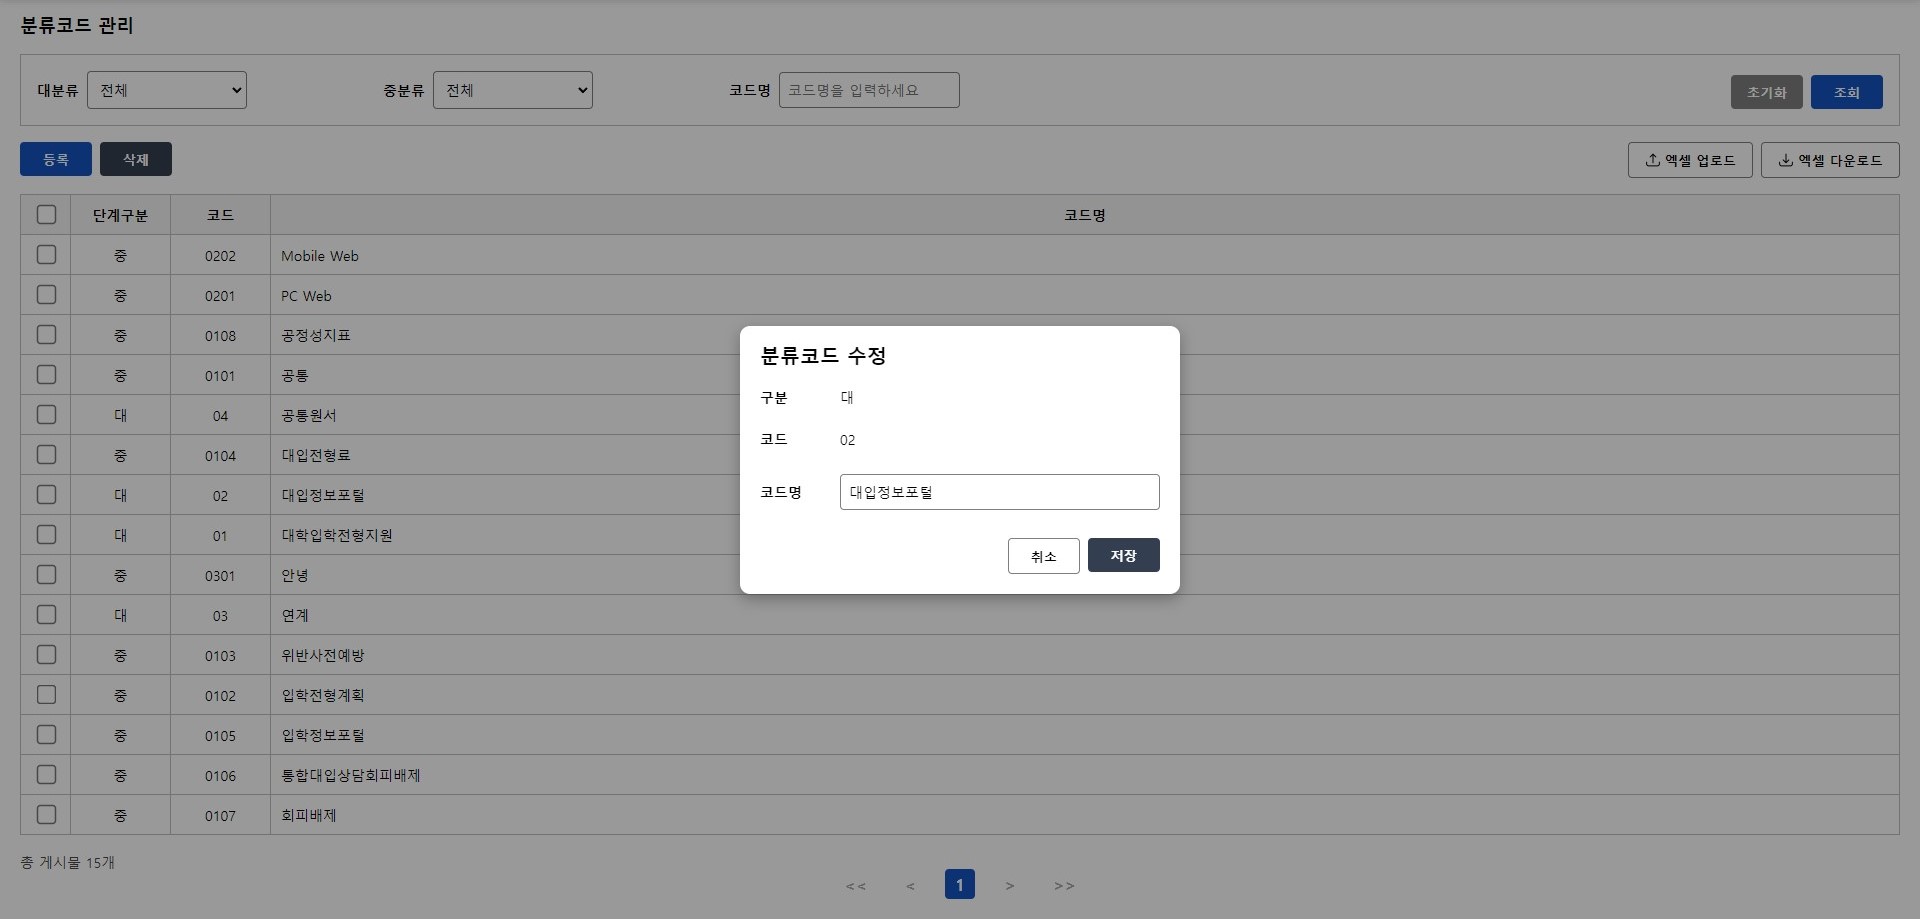 분류코드 관리
대분류 전체 중분류 전체 코드명 코드명을 입력하세요 초기화 조회
등록 삭제 엑셀 업로드 엑셀 다운로드
단계구분 코드 코드명
중 0202 Mobile Web
중 0201 PC Web
중 0108 공정성지표
중 0101 공통
대 04 공통원서
중 0104 대입전형료
대 02 대입정보포털
대 01 대학입학전형지원
중 0301 안녕
대 03 연계
중 0103 위반사전예방
중 0102 입학전형계획
중 0105 입학정보포털
중 0106 통합대입상담회피배제
중 0107 회피배제
분류코드 수정
구분 대
코드 02
코드명 대입정보포털
취소 저장
총 게시물 15개
<< < 1 > >>